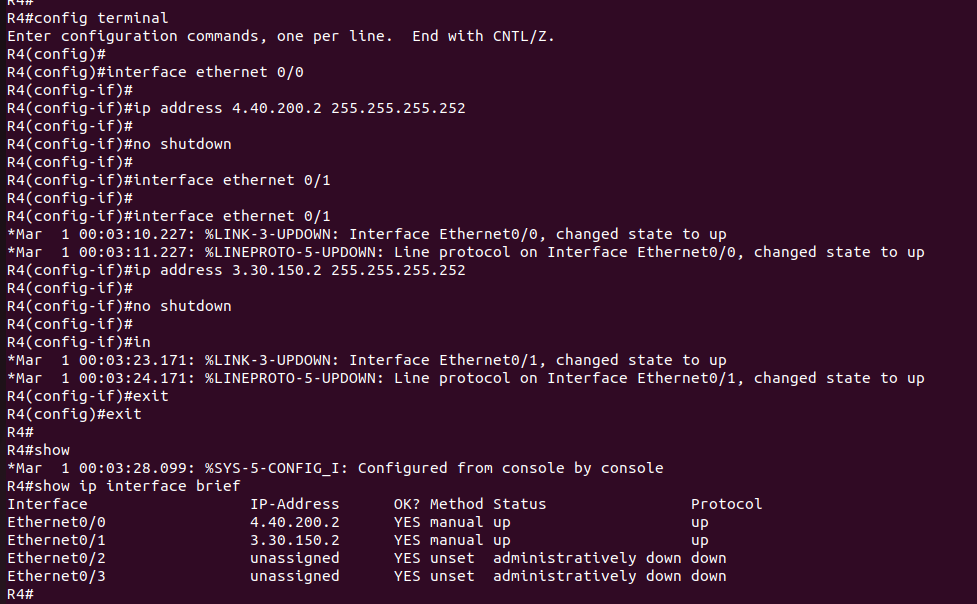 R4#
R4#config terminal
Enter configuration commands, one per line.  End with CNTL/Z.
R4(config)#
R4(config)#interface ethernet 0/0
R4(config-if)#
R4(config-if)#ip address 4.40.200.2 255.255.255.252
R4(config-if)#
R4(config-if)#no shutdown
R4(config-if)#
R4(config-if)#interface ethernet 0/1
R4(config-if)#
R4(config-if)#interface ethernet 0/1
*Mar  1 00:03:10.227: %LINK-3-UPDOWN: Interface Ethernet0/0, changed state to up
*Mar  1 00:03:11.227: %LINEPROTO-5-UPDOWN: Line protocol on Interface Ethernet0/0, changed state to up
R4(config-if)#ip address 3.30.150.2 255.255.255.252
R4(config-if)#
R4(config-if)#no shutdown
R4(config-if)#
R4(config-if)#in
*Mar  1 00:03:23.171: %LINK-3-UPDOWN: Interface Ethernet0/1, changed state to up
*Mar  1 00:03:24.171: %LINEPROTO-5-UPDOWN: Line protocol on Interface Ethernet0/1, changed state to up
R4(config-if)#exit
R4(config)#exit
R4#
R4#show
*Mar  1 00:03:28.099: %SYS-5-CONFIG_I: Configured from console by console
R4#show ip interface brief
Interface                  IP-Address      OK? Method Status                Protocol
Ethernet0/0                4.40.200.2      YES manual up                    up
Ethernet0/1                3.30.150.2      YES manual up                    up
Ethernet0/2                unassigned      YES unset  administratively down down
Ethernet0/3                unassigned      YES unset  administratively down down
R4#